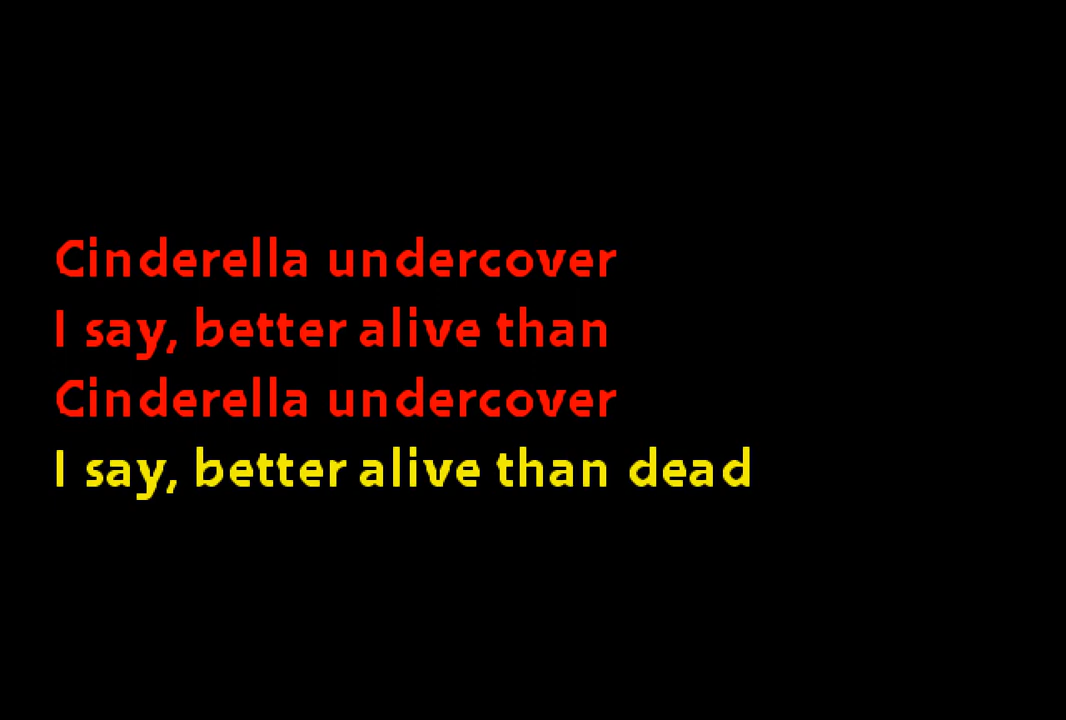 Cinderella undercover
I say, better alive than
Cinderella undercover
I say, better alive than dead